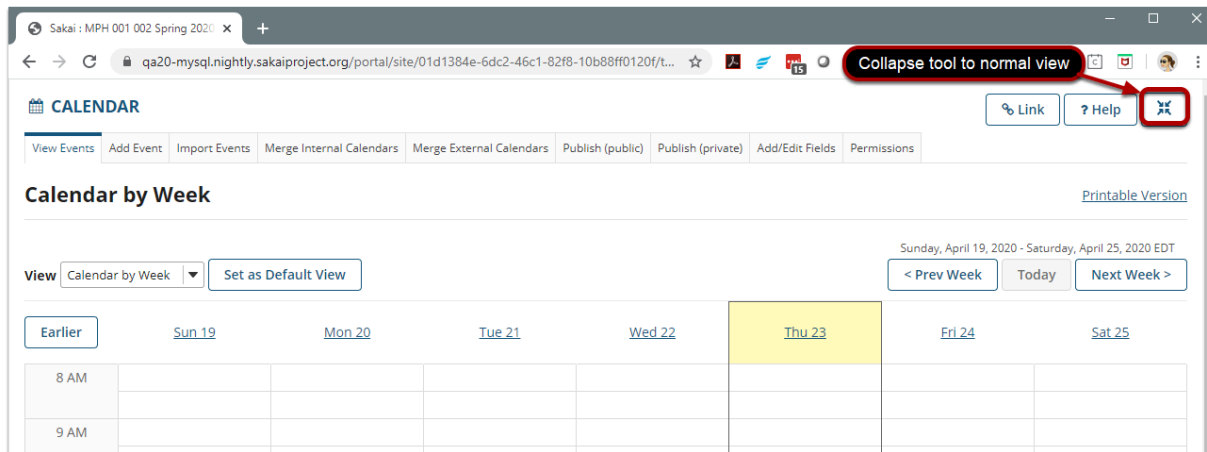 Sakai : MPH 001 002 Spring 2020
qa20-mysql.nightly.sakaiproject.org/portal/site/01d1384e-6dc2-46c1-82f8-10b88ff0120f/t...
15
Collapse tool to normal view
CALENDAR
Link
? Help
View Events Add Event Import Events Merge Internal Calendars Merge External Calendars Publish (public) Publish (private) Add/Edit Fields Permissions
Calendar by Week
Printable Version
Sunday, April 19, 2020 - Saturday, April 25, 2020 EDT
View Calendar by Week Set as Default View < Prev Week Today Next Week >
Earlier Sun 19 Mon 20 Tue 21 Wed 22 Thu 23 Fri 24 Sat 25
8 AM
9 AM